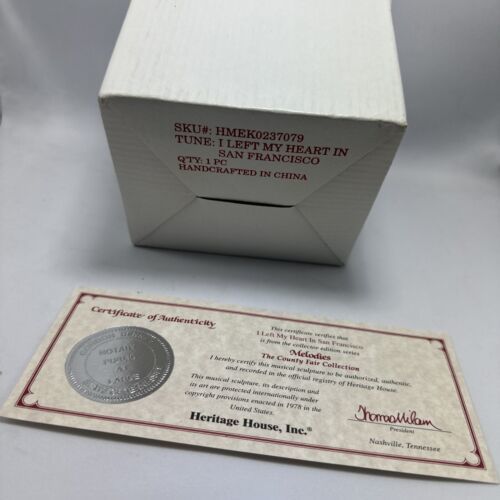 SKU#: HMEK0237079
TUNE: I LEFT MY HEART IN
SAN FRANCISCO
Q'TY: 1 PC
HANDCRAFTED IN CHINA
Certificate of Authenticity
NOTARY
PUBLIC
AT
LARGE
This certificate verifies that
I Left My Heart In San Francisco
is from the collector edition series
Melodies
The County Fair Collection
I hereby certify this musical sculpture to be authorized, authentic,
and recorded in the official registry of Heritage House.
This musical sculpture, its description and
its art are protected internationally under
copyright provisions enacted in 1978 in the
United States.
Heritage House, Inc.®
President
Nashville, Tennessee